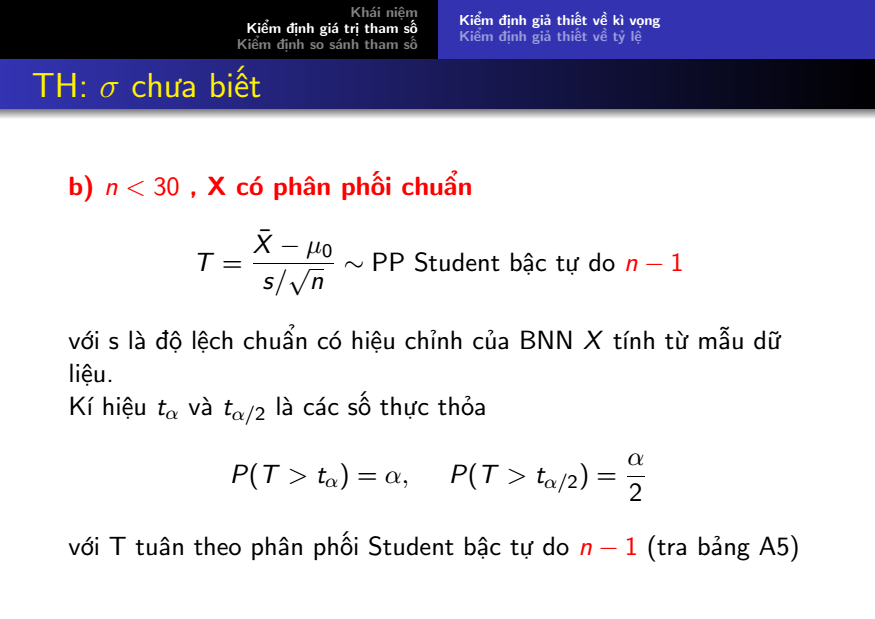 Khái niệm
Kiểm định giá trị tham số
Kiểm định so sánh tham số
Kiểm định giả thiết về kì vọng
Kiểm định giả thiết về tỷ lệ
TH: σ chưa biết
b) n < 30 , X có phân phối chuẩn
T = (X̄ − μ₀) / (s/√n) ∼ PP Student bậc tự do n − 1
với s là độ lệch chuẩn có hiệu chỉnh của BNN X tính từ mẫu dữ
liệu.
Kí hiệu t_α và t_{α/2} là các số thực thỏa
P(T > t_α) = α, P(T > t_{α/2}) = α/2
với T tuân theo phân phối Student bậc tự do n − 1 (tra bảng A5)